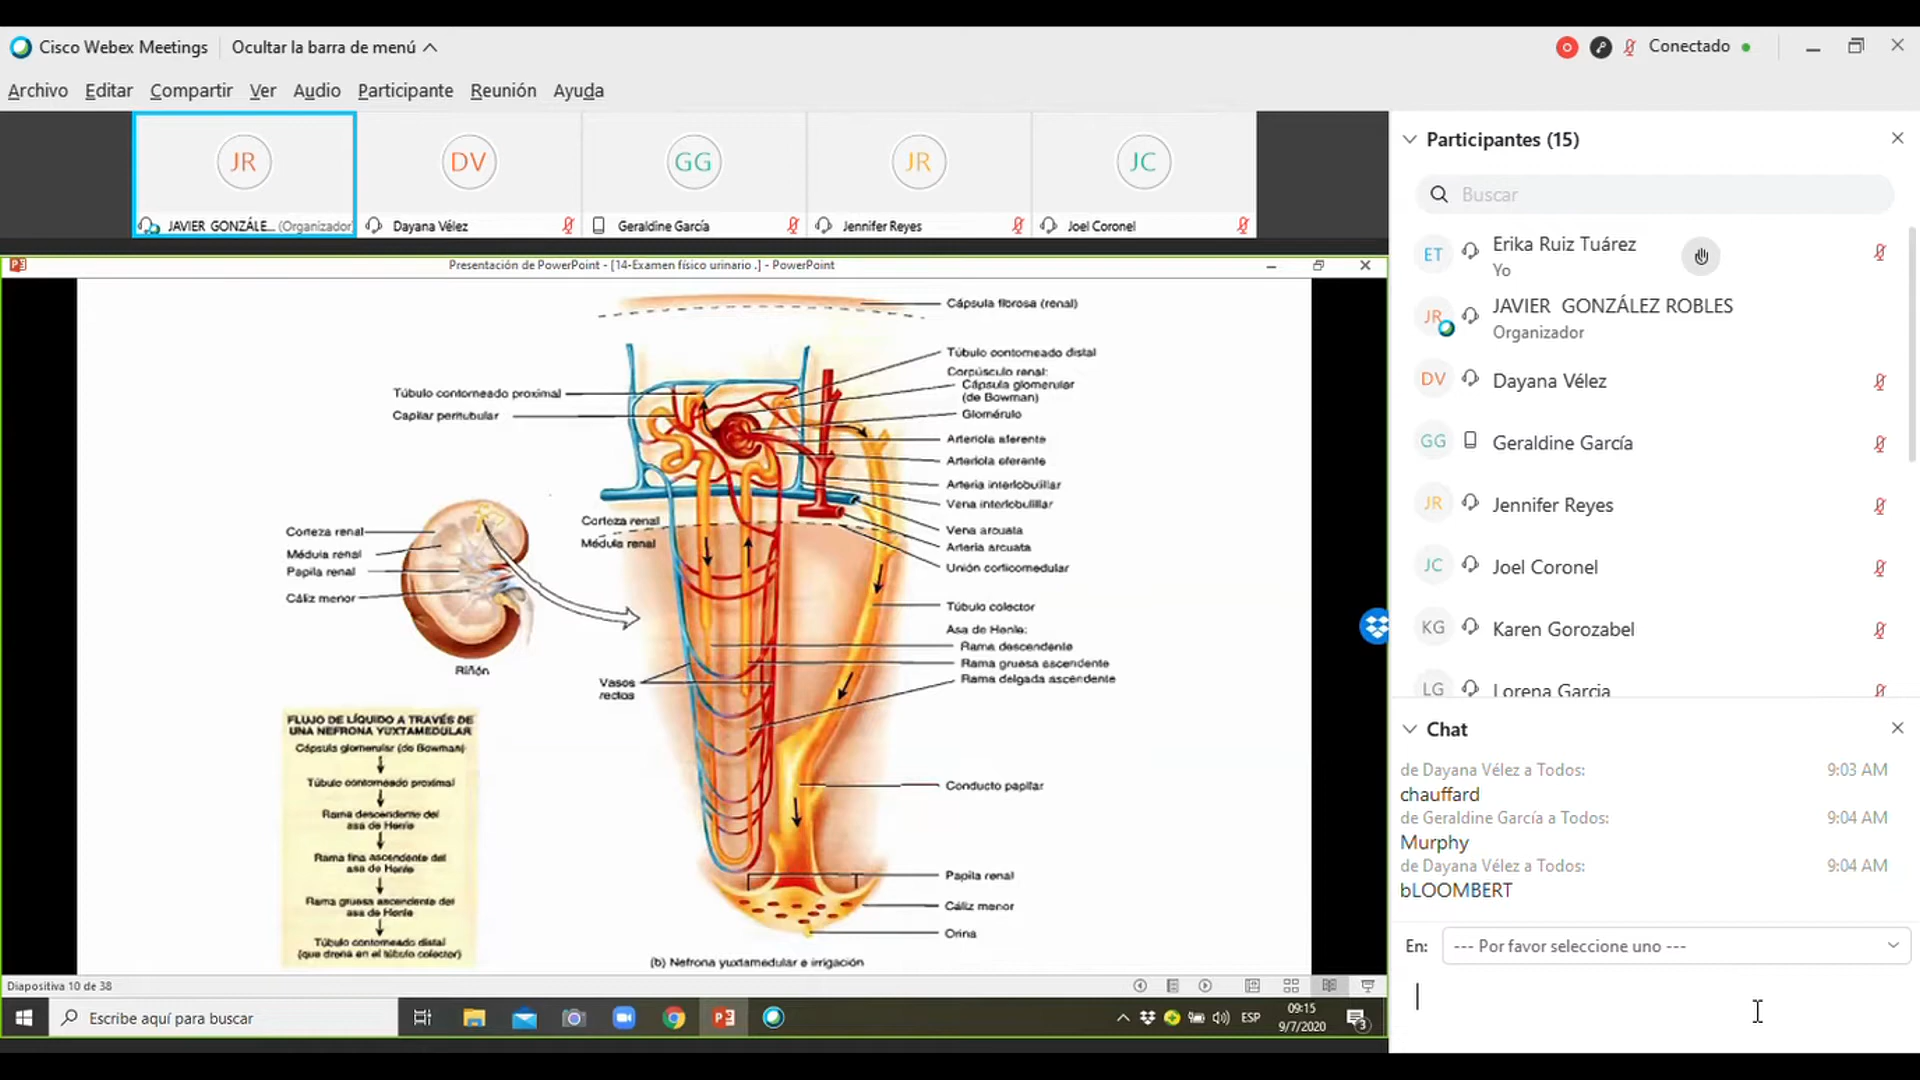 Cisco Webex Meetings
Ocultar la barra de menú
Conectado
Archivo Editar Compartir Ver Audio Participante Reunión Ayuda
JR
DV
GG
JR
JC
JAVIER GONZÁLE... (Organizador)
Dayana Vélez
Geraldine García
Jennifer Reyes
Joel Coronel
Presentación de PowerPoint - [14-Examen físico urinario .] - PowerPoint
Cápsula fibrosa (renal)
Túbulo contorneado distal
Corpúsculo renal:
Cápsula glomerular
(de Bowman)
Glomérulo
Arteriola aferente
Arteriola eferente
Arteria interlobulillar
Vena interlobulillar
Vena arcuata
Arteria arcuata
Unión corticomedular
Túbulo colector
Asa de Henle:
Rama descendente
Rama gruesa ascendente
Rama delgada ascendente
Conducto papilar
Papila renal
Cáliz menor
Orina
Túbulo contorneado proximal
Capilar peritubular
Corteza renal
Médula renal
Vasos
rectos
Corteza renal
Médula renal
Papila renal
Cáliz menor
Riñón
FLUJO DE LÍQUIDO A TRAVÉS DE
UNA NEFRONA YUXTAMEDULAR
Cápsula glomerular (de Bowman)
Túbulo contorneado proximal
Rama descendente del
asa de Henle
Rama fina ascendente del
asa de Henle
Rama gruesa ascendente del
asa de Henle
Túbulo contorneado distal
(que drena en el túbulo colector)
(b) Nefrona yuxtamedular e irrigación
Diapositiva 10 de 38
Escribe aquí para buscar
ESP
09:15
9/7/2020
3
Participantes (15)
Buscar
ET Erika Ruiz Tuárez
Yo
JR JAVIER GONZÁLEZ ROBLES
Organizador
DV Dayana Vélez
GG Geraldine García
JR Jennifer Reyes
JC Joel Coronel
KG Karen Gorozabel
LG Lorena Garcia
Chat
de Dayana Vélez a Todos: 9:03 AM
chauffard
de Geraldine García a Todos: 9:04 AM
Murphy
de Dayana Vélez a Todos: 9:04 AM
bLOOMBERT
En: --- Por favor seleccione uno ---